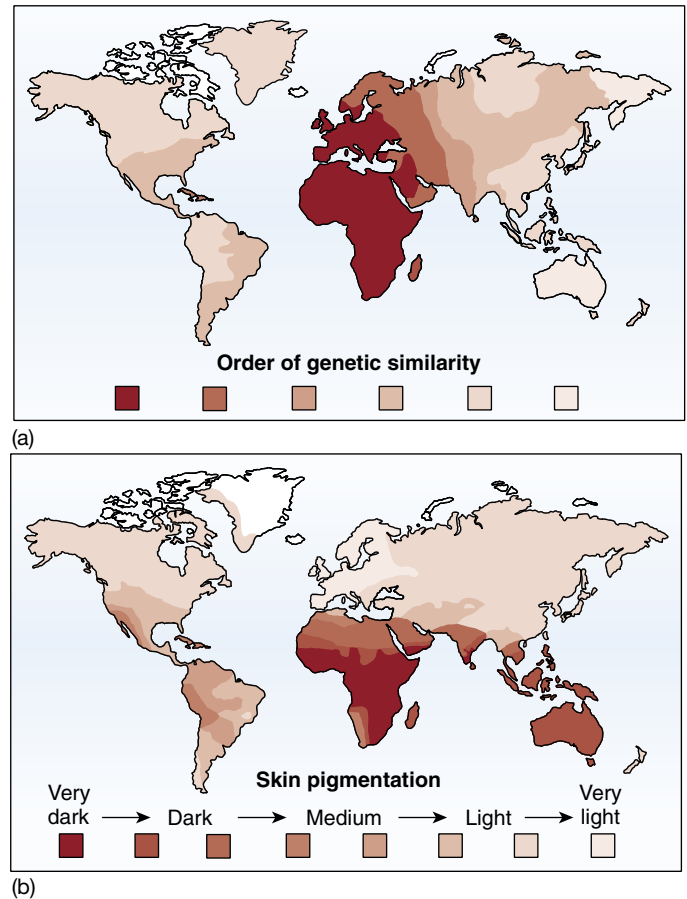 Order of genetic similarity
(a)
Skin pigmentation
Very dark → Dark → Medium → Light → Very light
(b)